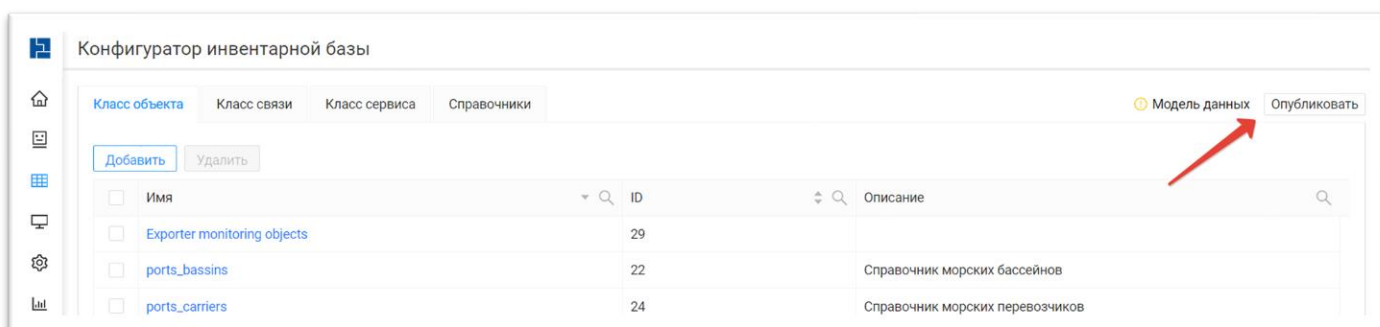 Конфигуратор инвентарной базы
Класс объекта Класс связи Класс сервиса Справочники Модель данных Опубликовать
Добавить Удалить
Имя ID Описание
Exporter monitoring objects 29
ports_bassins 22 Справочник морских бассейнов
ports_carriers 24 Справочник морских перевозчиков